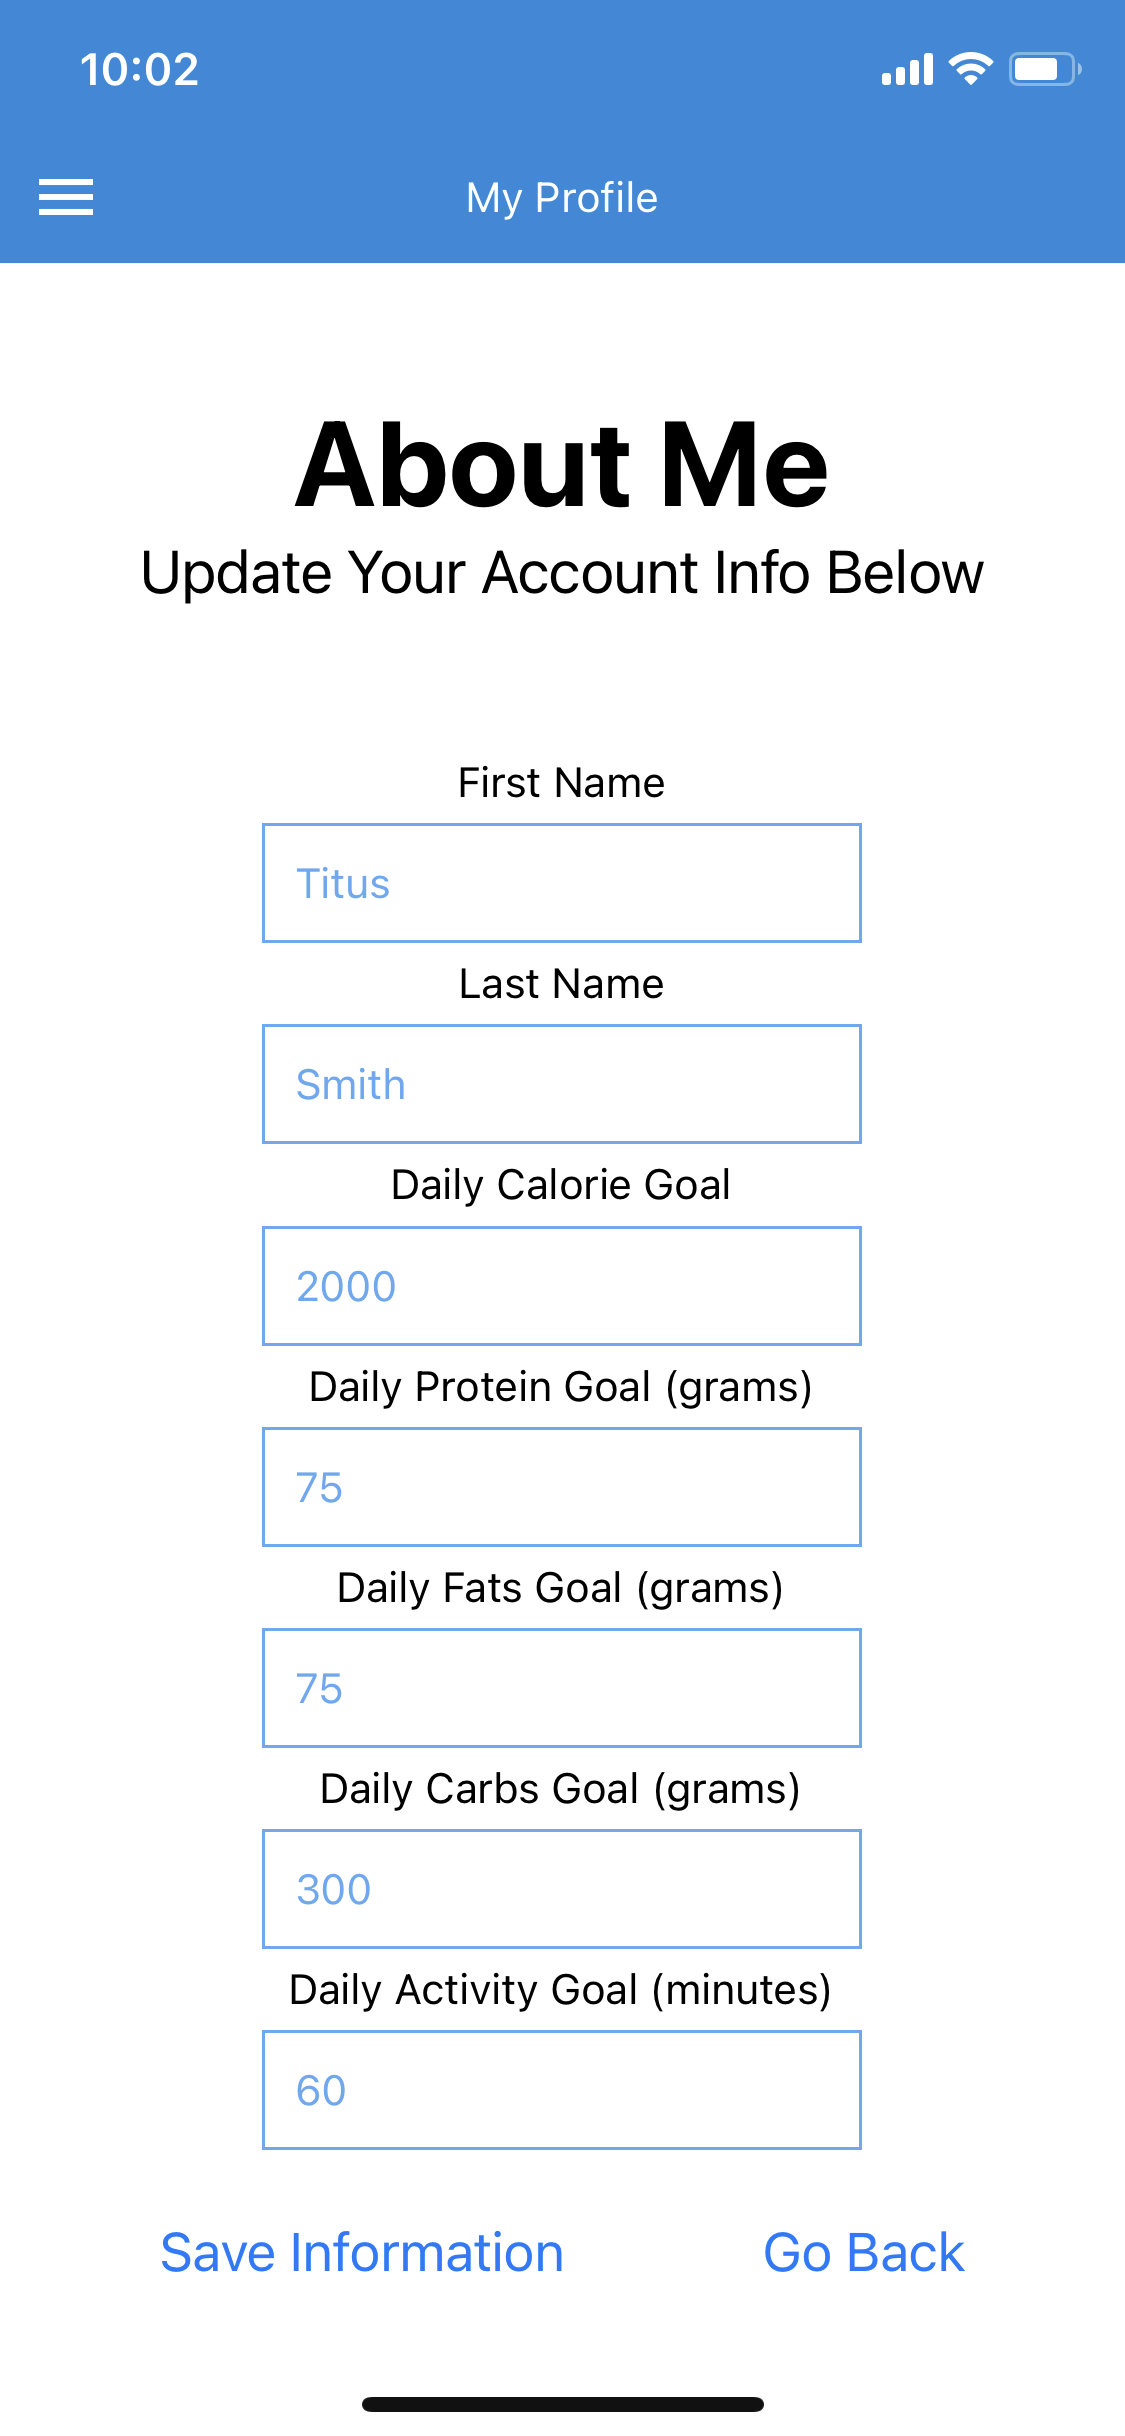 10:02
My Profile
About Me
Update Your Account Info Below
First Name
Titus
Last Name
Smith
Daily Calorie Goal
2000
Daily Protein Goal (grams)
75
Daily Fats Goal (grams)
75
Daily Carbs Goal (grams)
300
Daily Activity Goal (minutes)
60
Save Information
Go Back